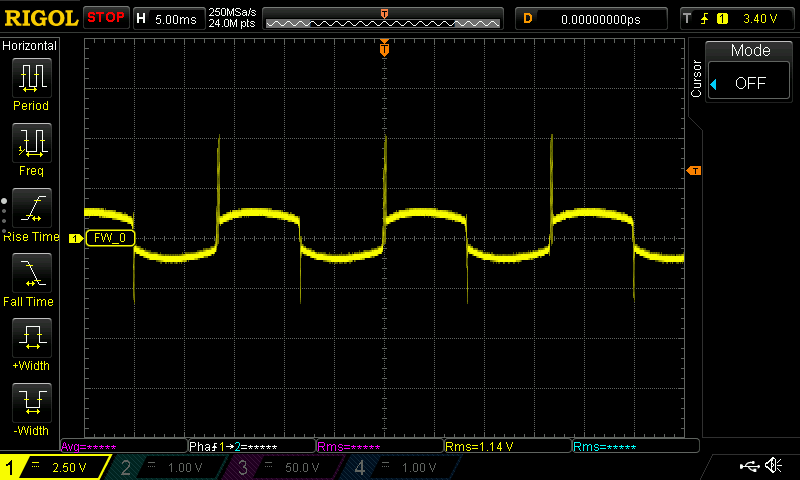 RIGOL STOP H 5.00ms 250MSa/s 24.0M pts T D 0.00000000ps T 1 3.40 V
Horizontal
Period
Freq
Rise Time
Fall Time
+Width
-Width
T
T
1 FW_0
Cursor
Mode
OFF
Avg=***** Pha1→2=***** Rms=***** Rms=1.14 V Rms=*****
1 = 2.50 V 2 = 1.00 V 3 = 50.0 V 4 = 1.00 V